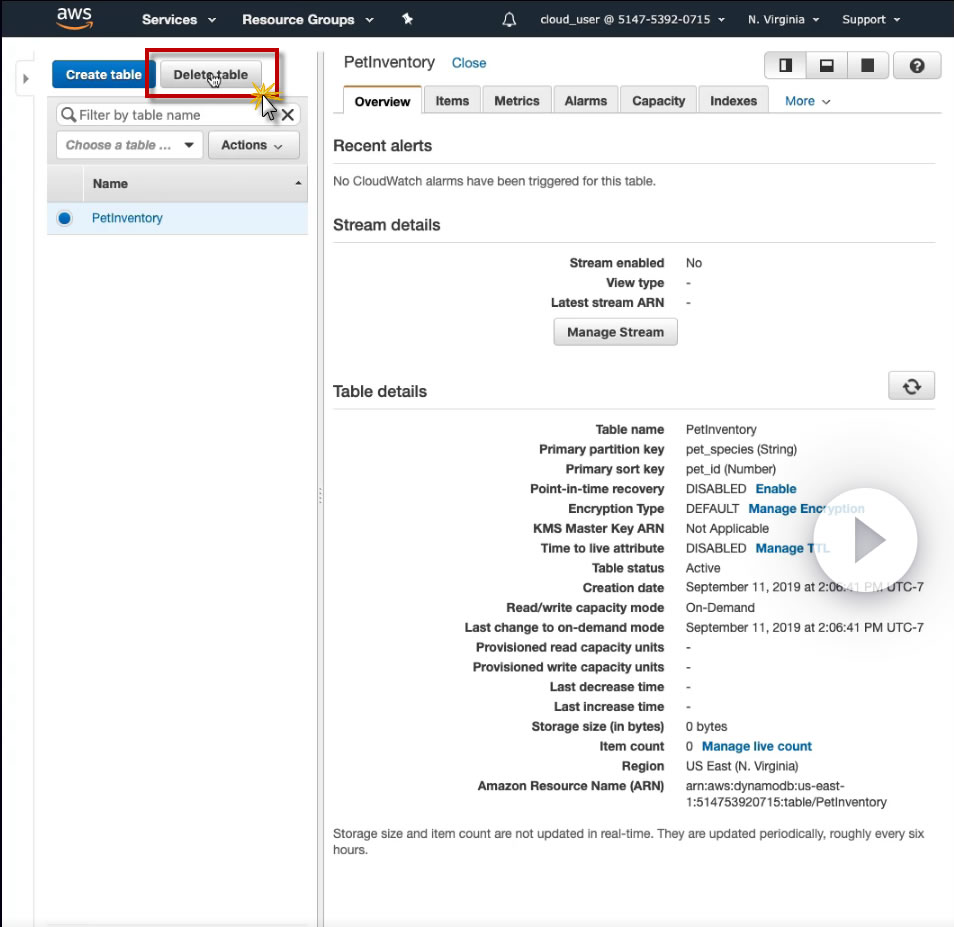 aws
Services Resource Groups cloud_user @ 5147-5392-0715 N. Virginia Support
Create table Delete table
Filter by table name
Choose a table ... Actions
Name
PetInventory
PetInventory Close
Overview Items Metrics Alarms Capacity Indexes More
Recent alerts
No CloudWatch alarms have been triggered for this table.
Stream details
Stream enabled No
View type -
Latest stream ARN -
Manage Stream
Table details
Table name PetInventory
Primary partition key pet_species (String)
Primary sort key pet_id (Number)
Point-in-time recovery DISABLED Enable
Encryption Type DEFAULT Manage Encryption
KMS Master Key ARN Not Applicable
Time to live attribute DISABLED Manage TTL
Table status Active
Creation date September 11, 2019 at 2:06:41 PM UTC-7
Read/write capacity mode On-Demand
Last change to on-demand mode September 11, 2019 at 2:06:41 PM UTC-7
Provisioned read capacity units -
Provisioned write capacity units -
Last decrease time -
Last increase time -
Storage size (in bytes) 0 bytes
Item count 0 Manage live count
Region US East (N. Virginia)
Amazon Resource Name (ARN) arn:aws:dynamodb:us-east-
1:514753920715:table/PetInventory
Storage size and item count are not updated in real-time. They are updated periodically, roughly every six
hours.